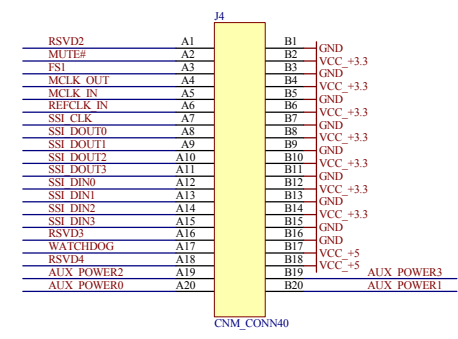 J4
RSVD2 A1 B1 GND
MUTE# A2 B2 VCC_+3.3
FS1 A3 B3 GND
MCLK_OUT A4 B4 VCC_+3.3
MCLK_IN A5 B5 GND
REFCLK_IN A6 B6 VCC_+3.3
SSI_CLK A7 B7 GND
SSI_DOUT0 A8 B8 VCC_+3.3
SSI_DOUT1 A9 B9 GND
SSI_DOUT2 A10 B10 VCC_+3.3
SSI_DOUT3 A11 B11 GND
SSI_DIN0 A12 B12 VCC_+3.3
SSI_DIN1 A13 B13 GND
SSI_DIN2 A14 B14 VCC_+3.3
SSI_DIN3 A15 B15 GND
RSVD3 A16 B16 GND
WATCHDOG A17 B17 VCC_+5
RSVD4 A18 B18 VCC_+5
AUX_POWER2 A19 B19 AUX_POWER3
AUX_POWER0 A20 B20 AUX_POWER1
CNM_CONN40